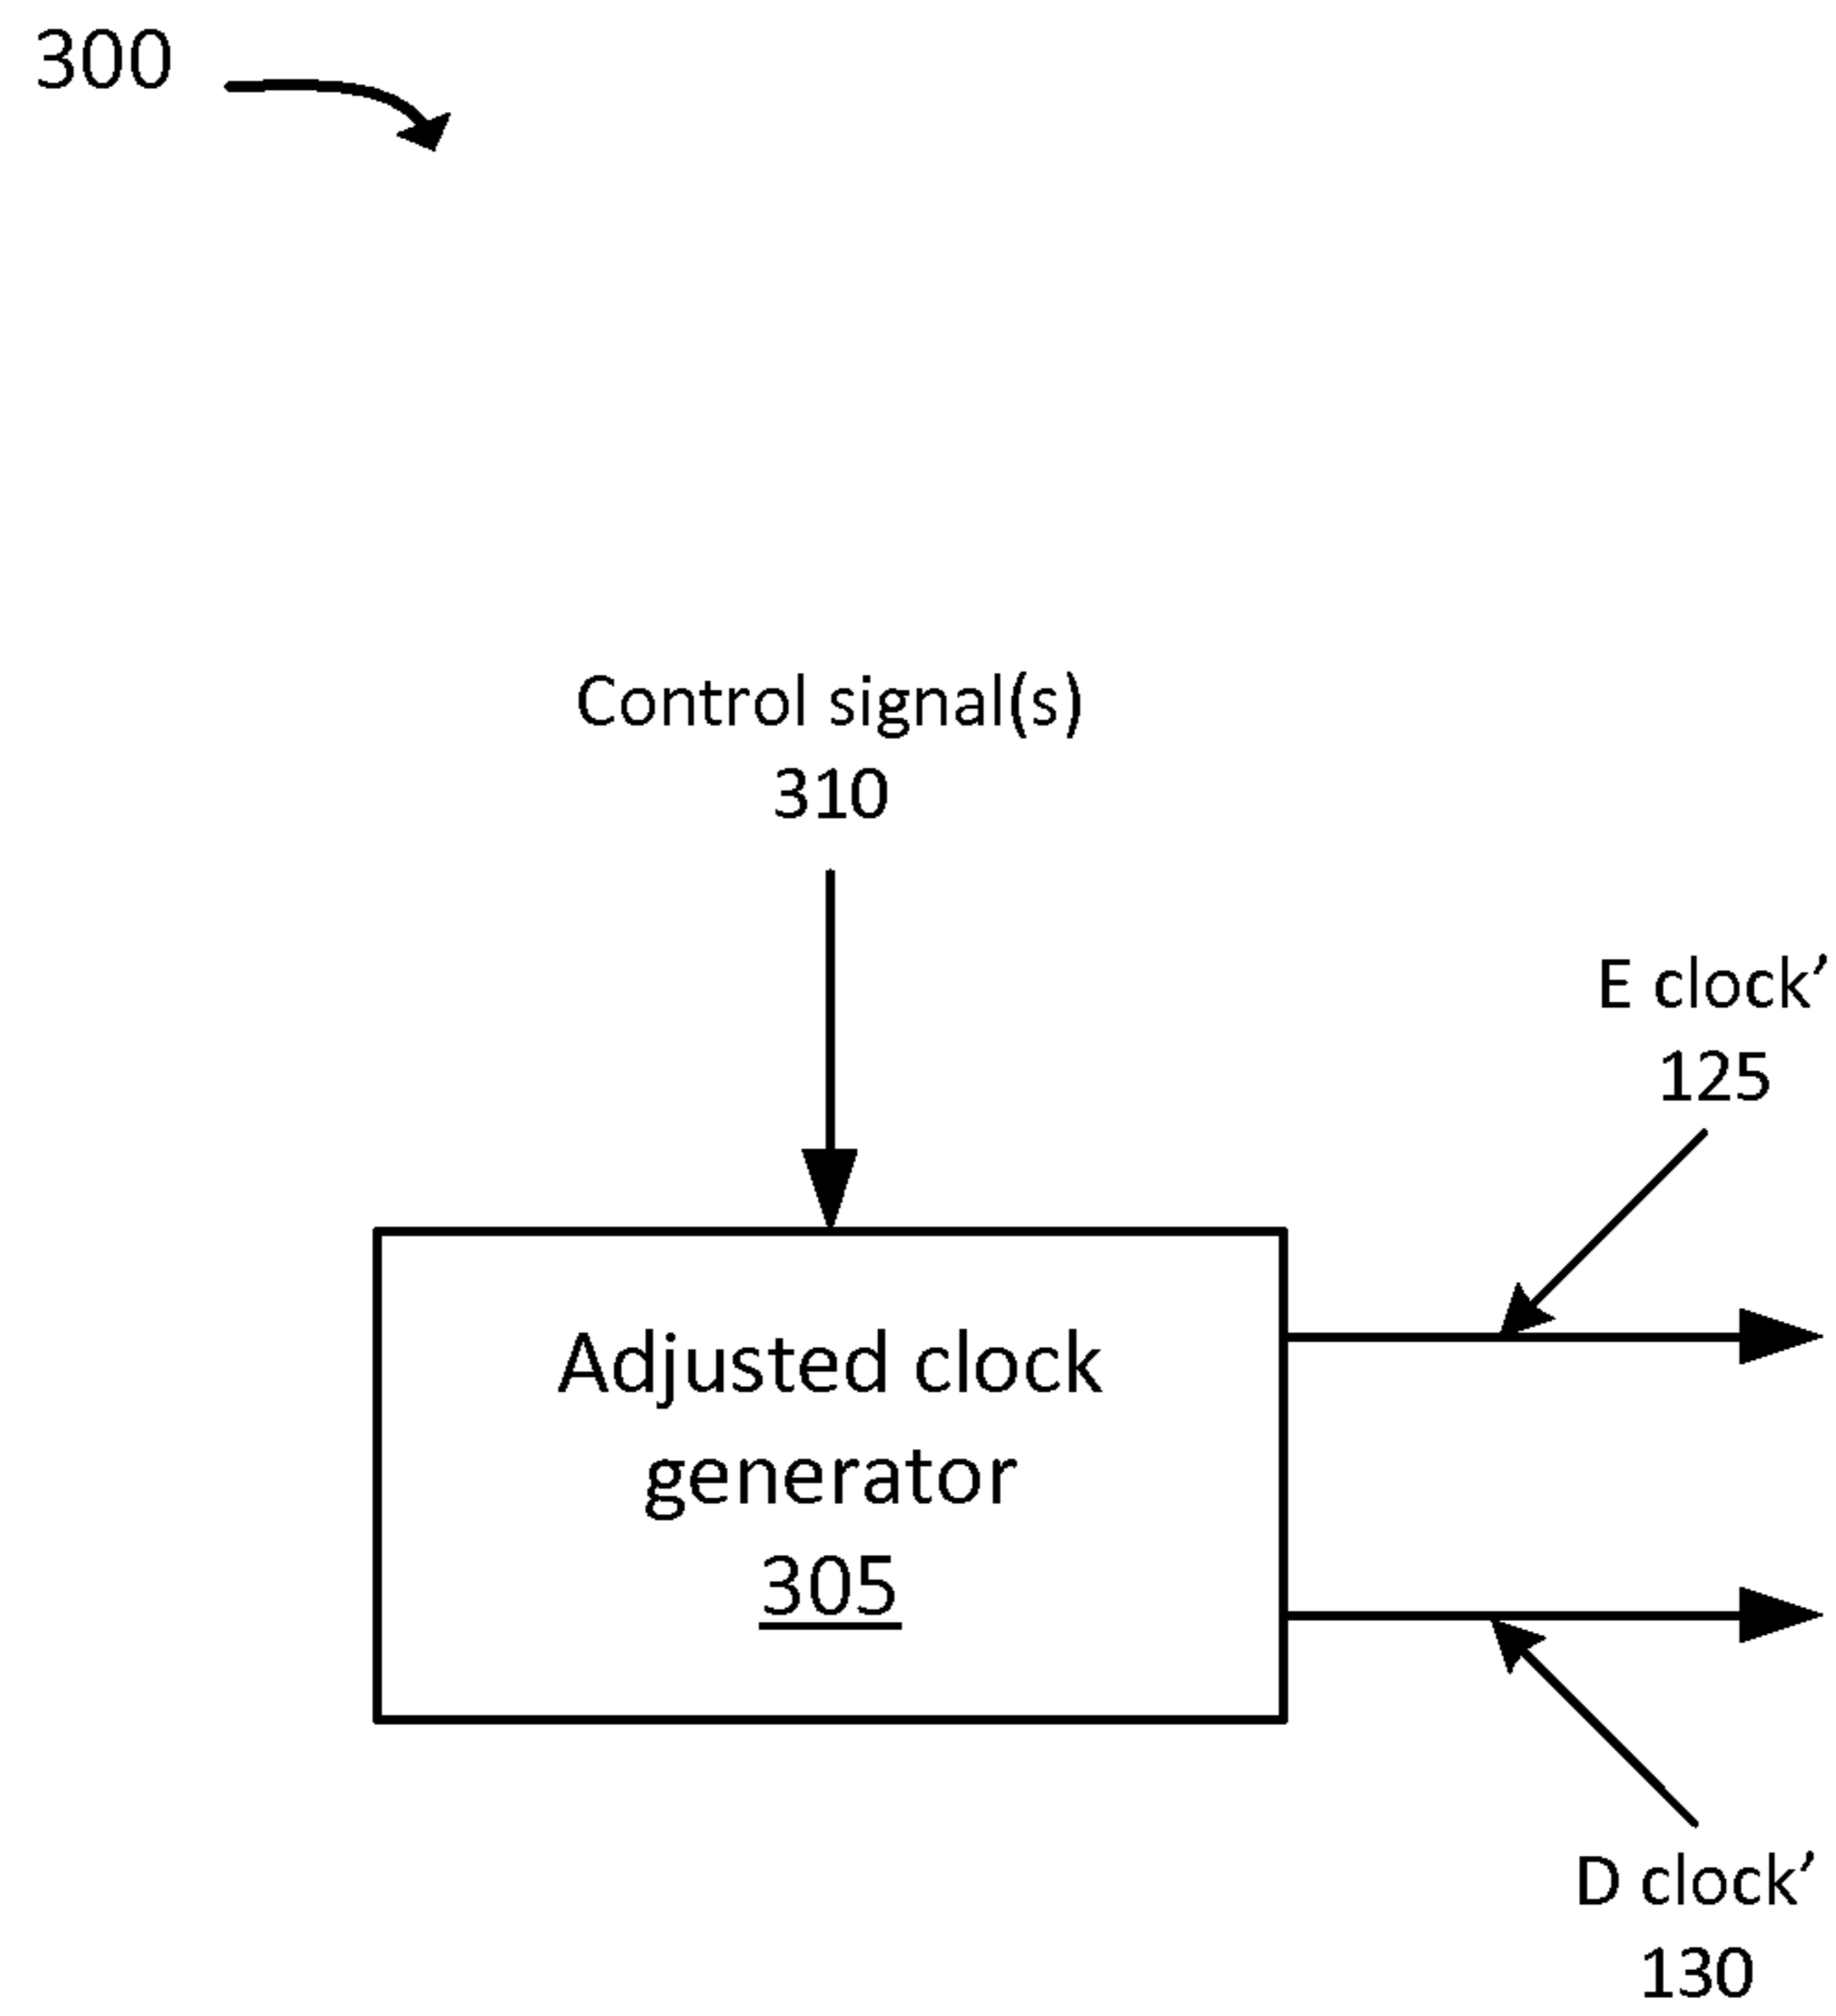 300
Control signal(s)
310
E clock’
125
Adjusted clock
generator
305
D clock’
130